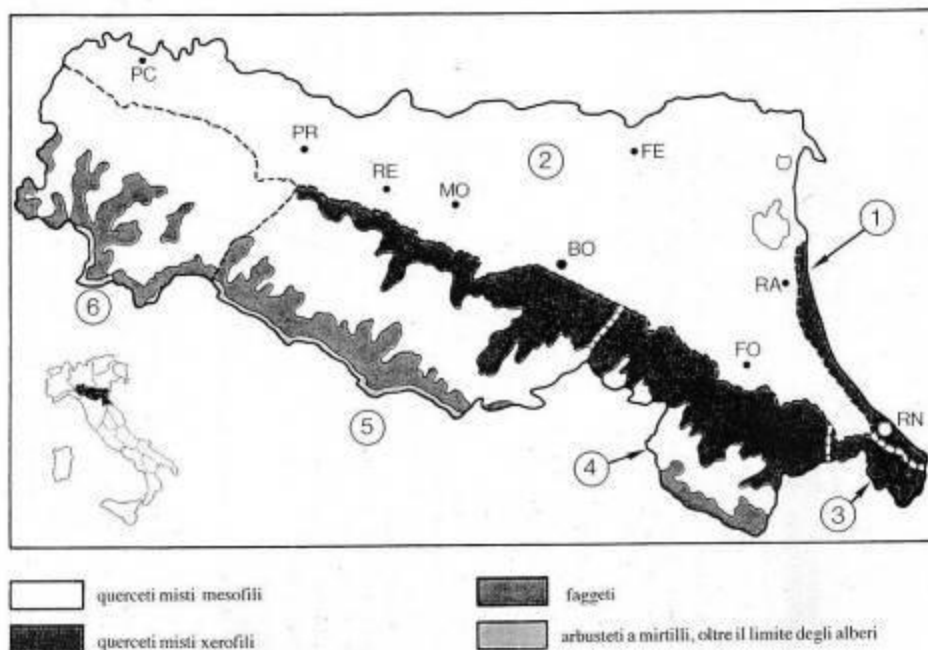 PC
PR
2
FE
RE
MO
1
BO
RA
6
FO
RN
5
4
3
querceti misti mesofili
faggeti
querceti misti xerofili
arbusteti a mirtilli, oltre il limite degli alberi